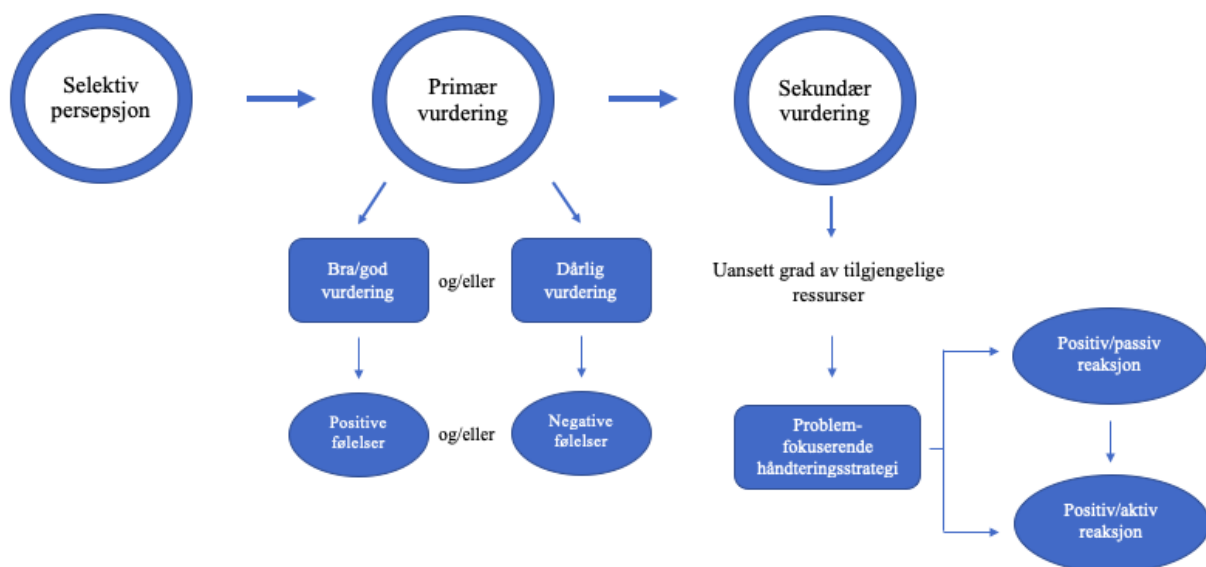 Selektiv
persepsjon
Primær
vurdering
Sekundær
vurdering
Bra/god
vurdering
og/eller
Dårlig
vurdering
Uansett grad av tilgjengelige
ressurser
Positive
følelser
og/eller
Negative
følelser
Problem-
fokuserende
håndteringsstrategi
Positiv/passiv
reaksjon
Positiv/aktiv
reaksjon